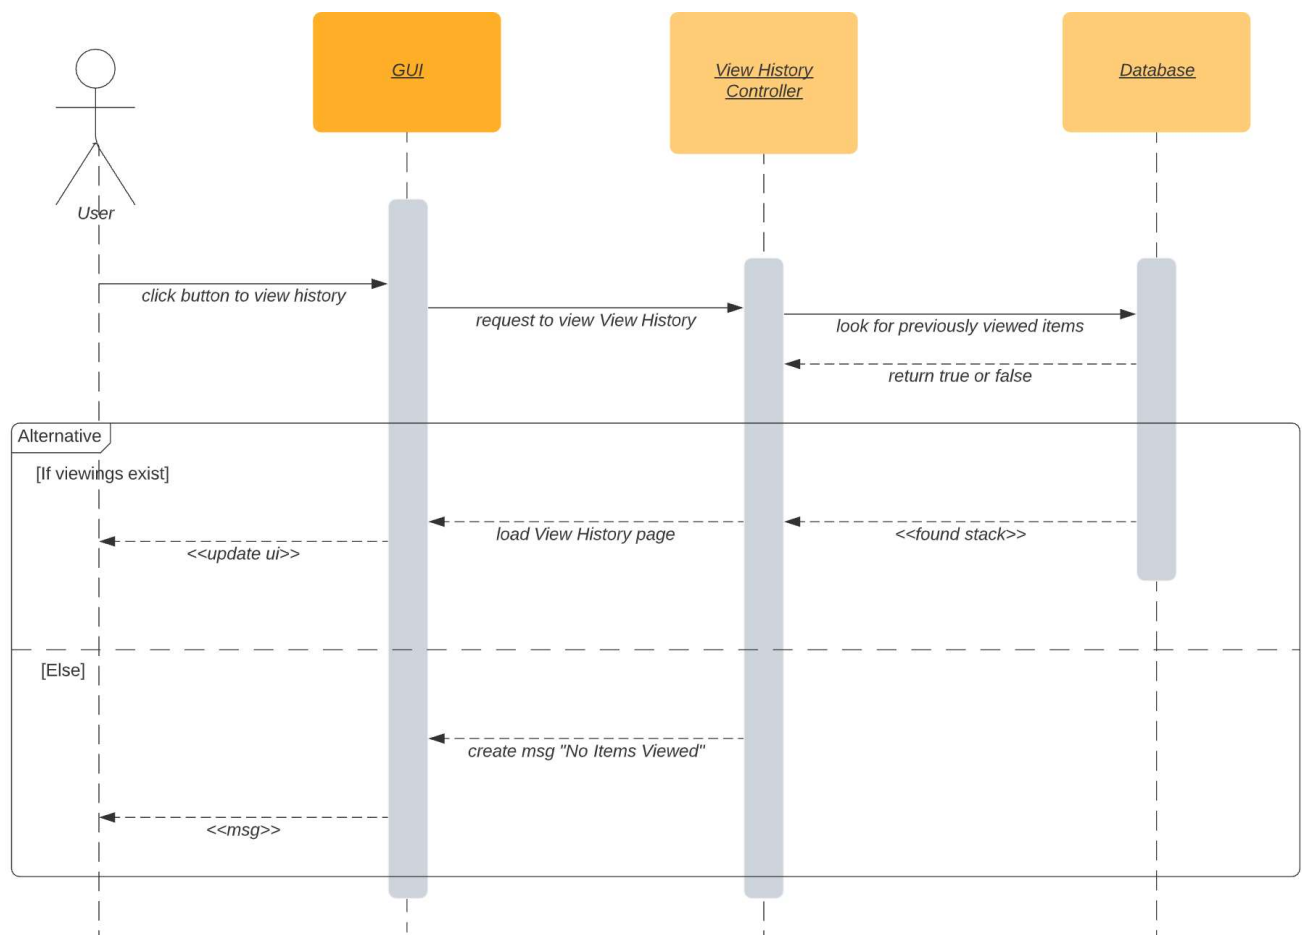 GUI
View History
Controller
Database
User
click button to view history
request to view View History
look for previously viewed items
return true or false
Alternative
[If viewings exist]
load View History page
<<found stack>>
<<update ui>>
[Else]
create msg "No Items Viewed"
<<msg>>